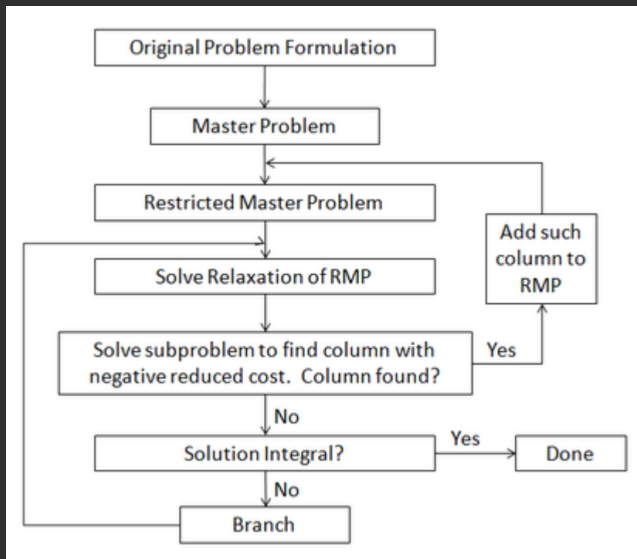 Original Problem Formulation
Master Problem
Restricted Master Problem
Add such
column to
RMP
Solve Relaxation of RMP
Solve subproblem to find column with
negative reduced cost. Column found?
Yes
No
Solution Integral?
Yes
Done
No
Branch